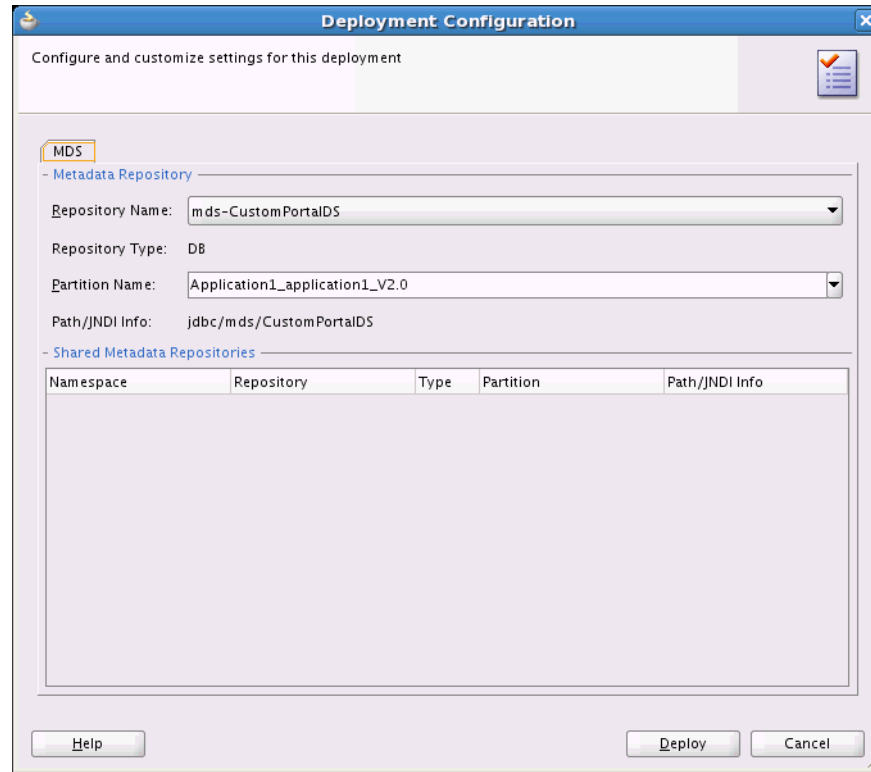 Deployment Configuration
Configure and customize settings for this deployment
MDS
Metadata Repository
Repository Name: mds-CustomPortalDS
Repository Type: DB
Partition Name: Application1_application1_V2.0
Path/JNDI Info: jdbc/mds/CustomPortalDS
Shared Metadata Repositories
Namespace Repository Type Partition Path/JNDI Info
Help Deploy Cancel